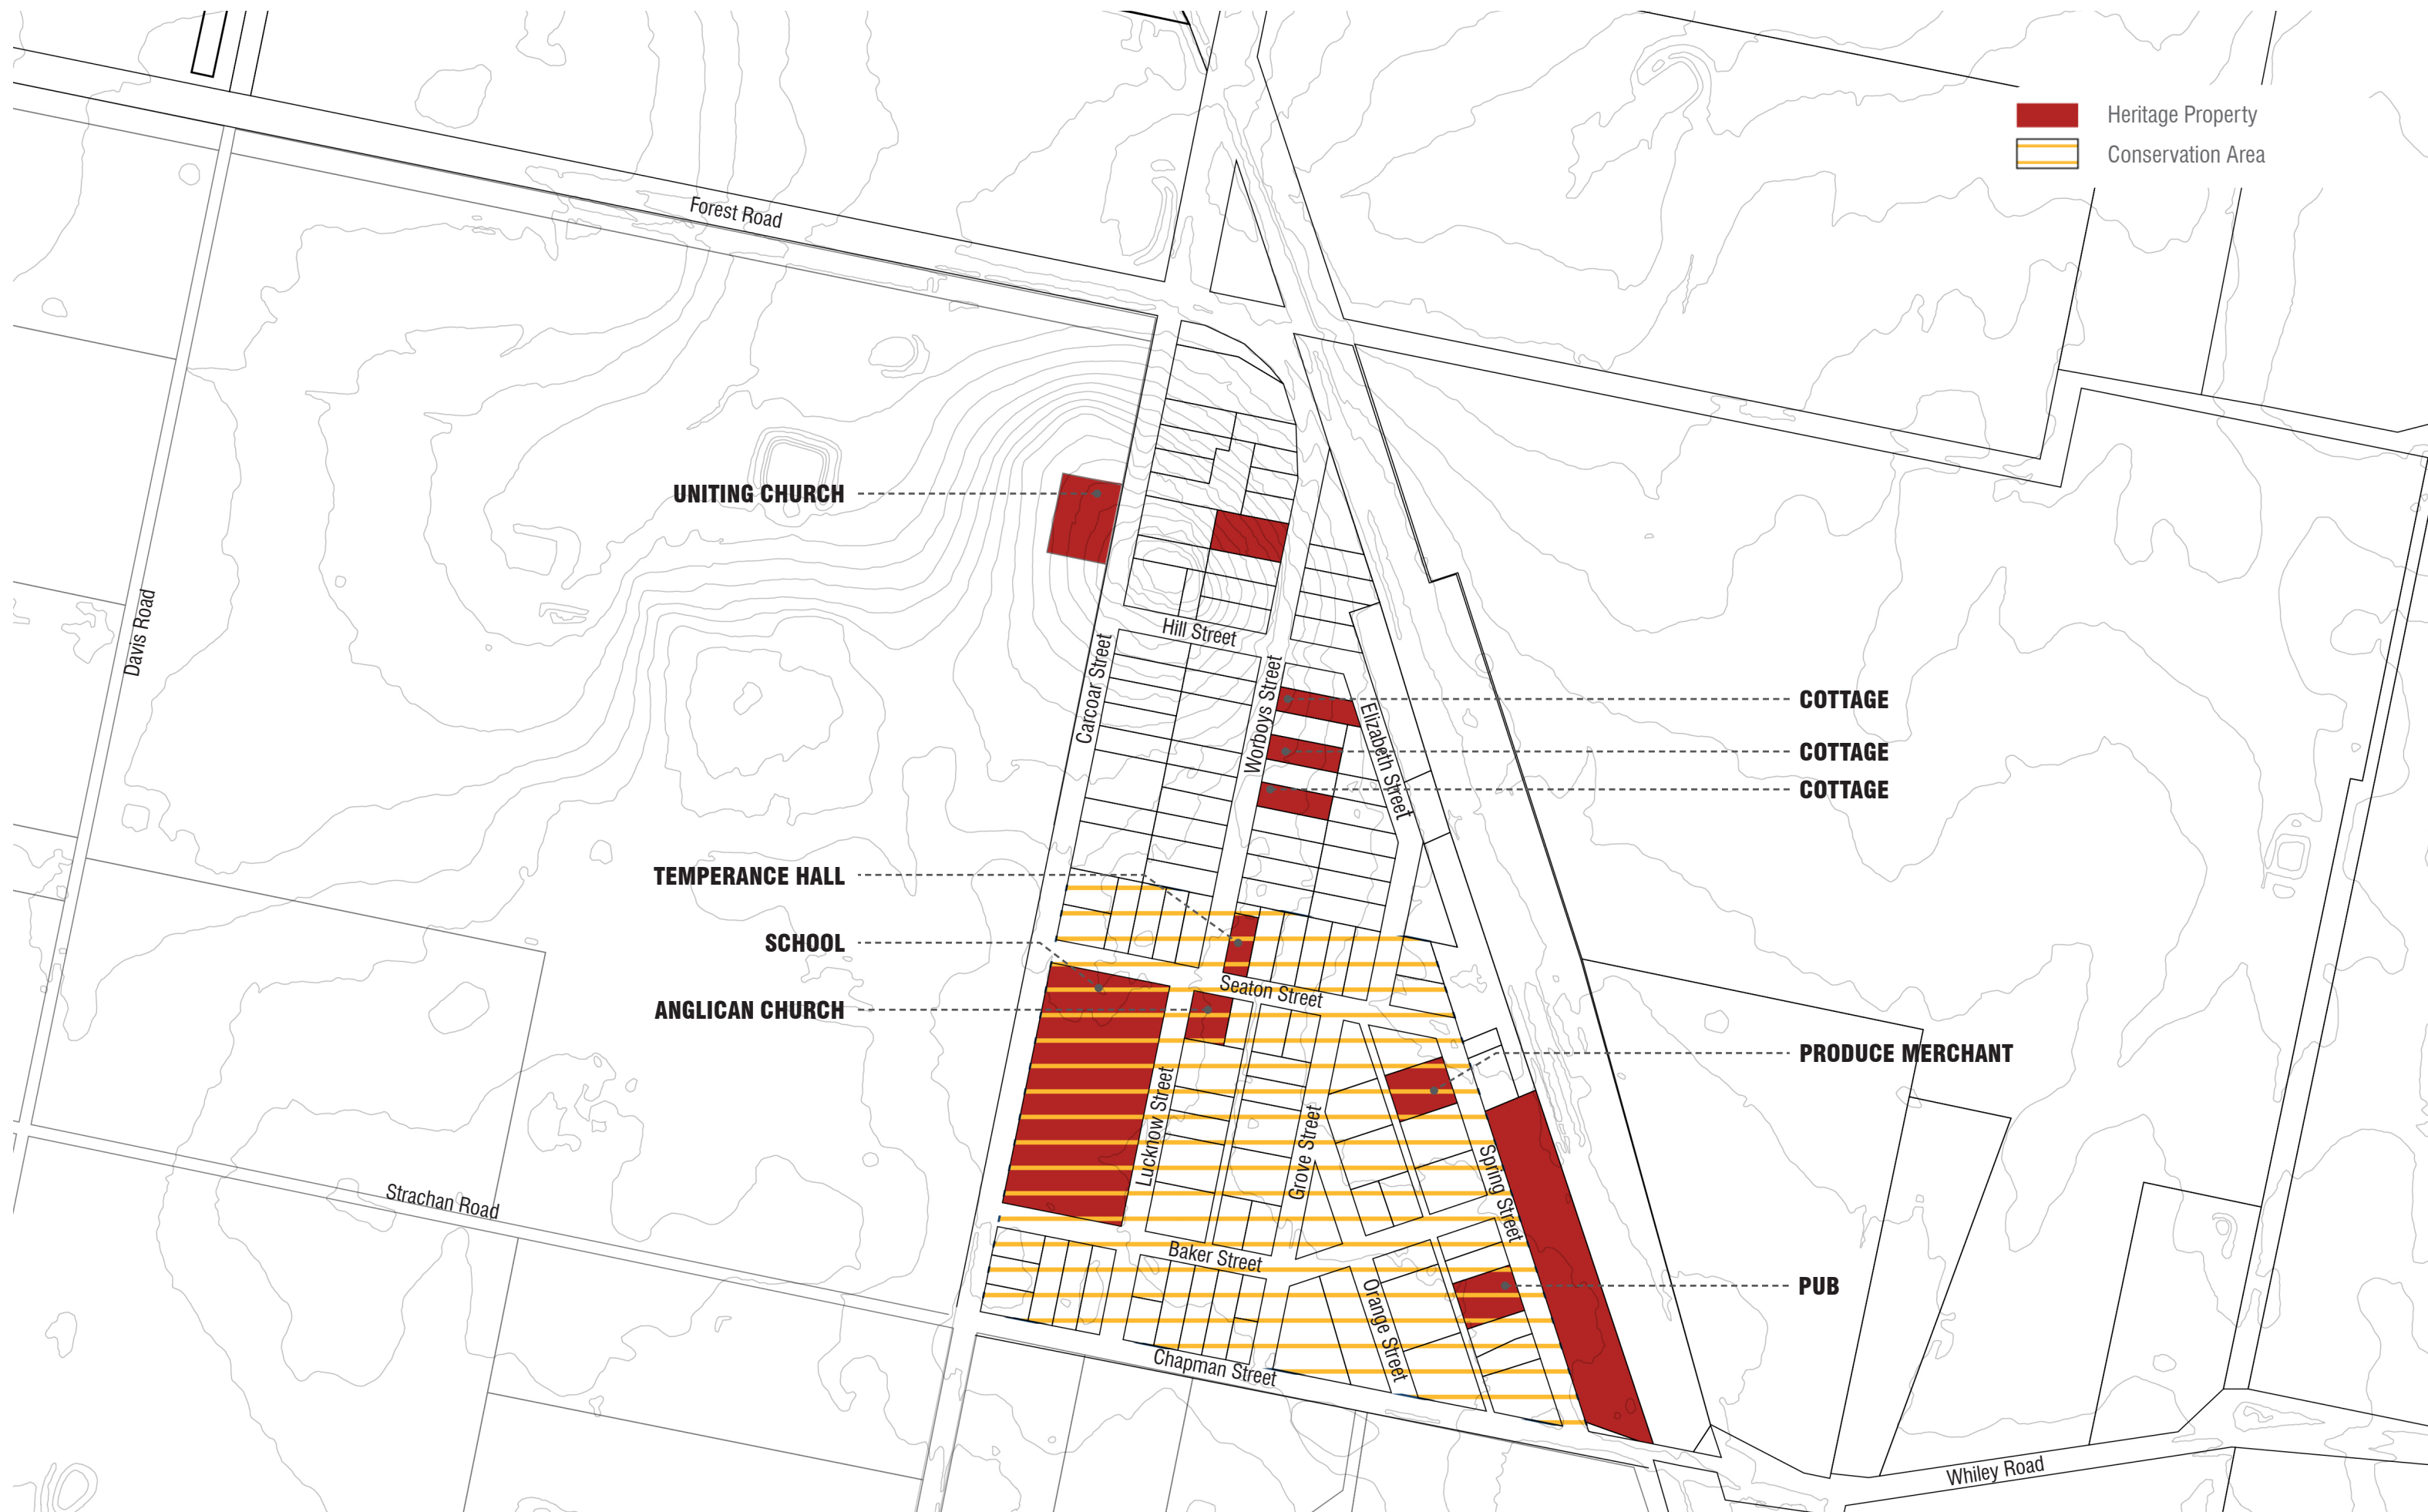 Heritage Property
Conservation Area
Forest Road
UNITING CHURCH
Davis Road
Hill Street
Carcoar Street
Worboys Street
COTTAGE
Elizabeth Street
COTTAGE
COTTAGE
TEMPERANCE HALL
SCHOOL
Seaton Street
ANGLICAN CHURCH
PRODUCE MERCHANT
Lucknow Street
Grove Street
Spring Street
Strachan Road
Baker Street
PUB
Orange Street
Chapman Street
Whiley Road